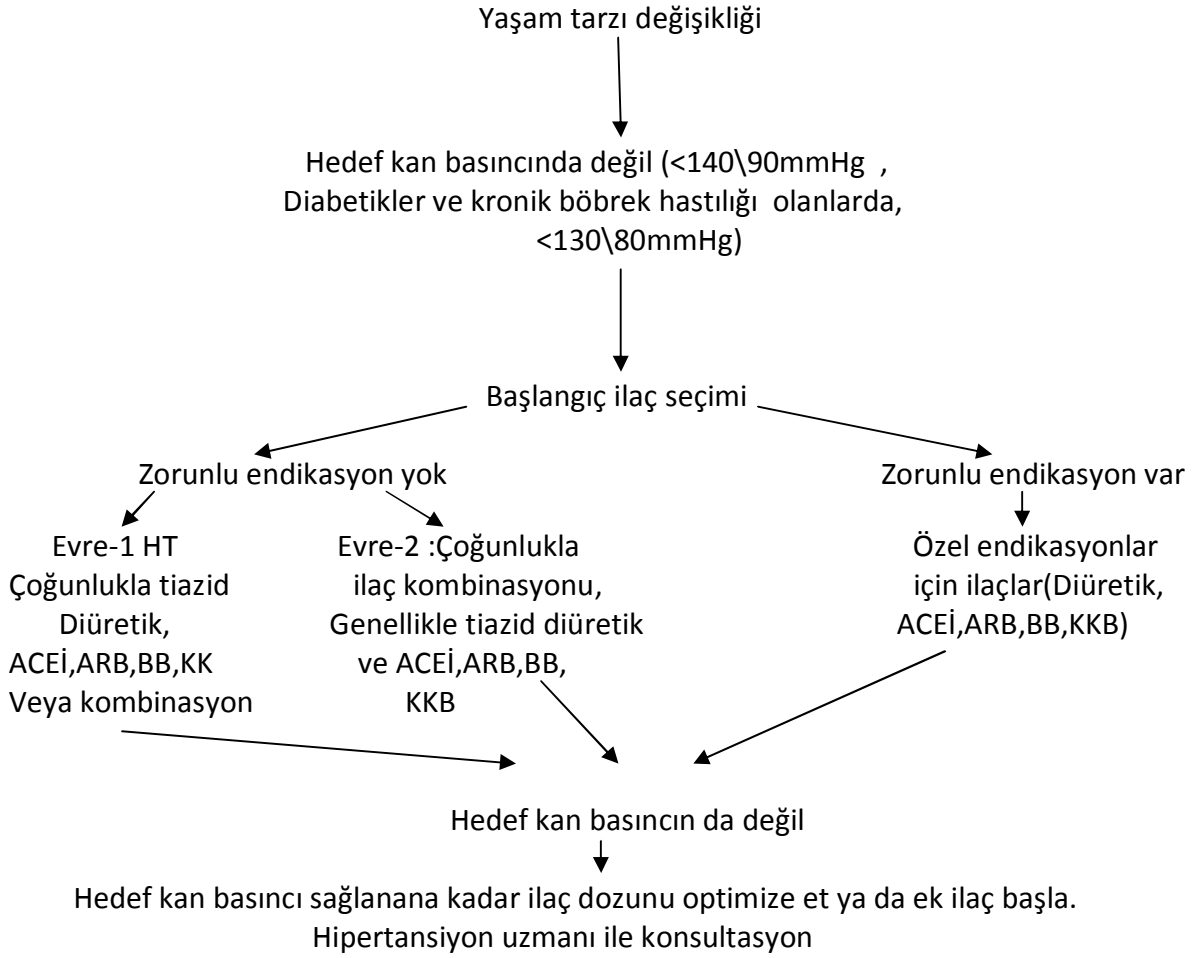 Yaşam tarzı değişikliği
Hedef kan basıncında değil (<140\90mmHg ,
Diabetikler ve kronik böbrek hastılığı olanlarda,
<130\80mmHg)
Başlangıç ilaç seçimi
Zorunlu endikasyon yok
Zorunlu endikasyon var
Evre-1 HT
Çoğunlukla tiazid
Diüretik,
ACEİ,ARB,BB,KK
Veya kombinasyon
Evre-2 :Çoğunlukla
ilaç kombinasyonu,
Genellikle tiazid diüretik
ve ACEİ,ARB,BB,
KKB
Özel endikasyonlar
için ilaçlar(Diüretik,
ACEİ,ARB,BB,KKB)
Hedef kan basıncın da değil
Hedef kan basıncı sağlanana kadar ilaç dozunu optimize et ya da ek ilaç başla.
Hipertansiyon uzmanı ile konsultasyon